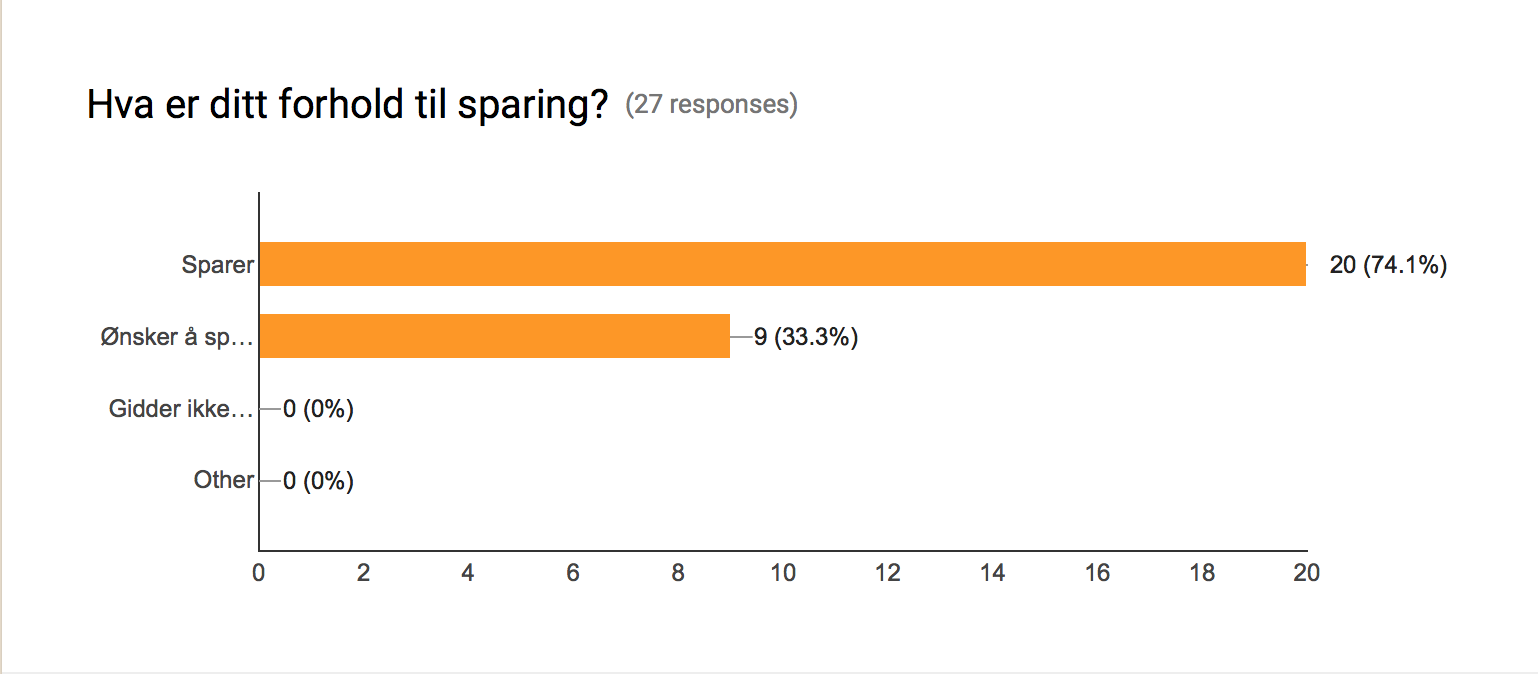 Hva er ditt forhold til sparing? (27 responses)
Sparer 20 (74.1%)
Ønsker å sp… 9 (33.3%)
Gidder ikke… 0 (0%)
Other 0 (0%)
0 2 4 6 8 10 12 14 16 18 20